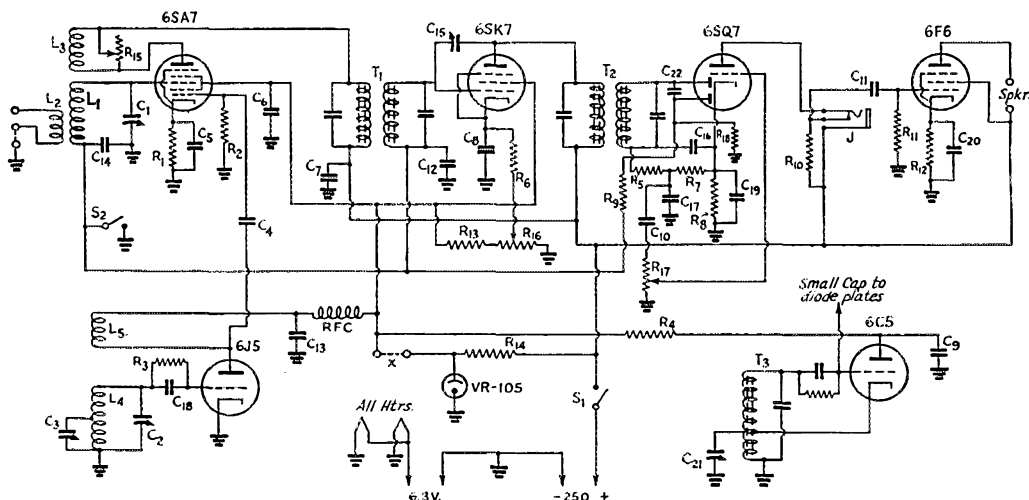 6SA7
6SK7
6SQ7
6F6
L3
R15
C15
C22
C11
Spkr.
T1
T2
L2
L1
C1
C6
C5
R1
R2
C14
C7
C12
C8
R6
C16
R18
R5
R7
R9
C17
C19
R8
R10
J
R11
R12
C20
S2
C4
R13
R16
C10
R17
Small Cap to
diode plates
L5
RFC
C13
R4
6J5
6C5
R3
X
R14
C9
T3
VR-105
L4
C18
S1
All Htrs.
C3
C2
C21
6.3V.
-250 +